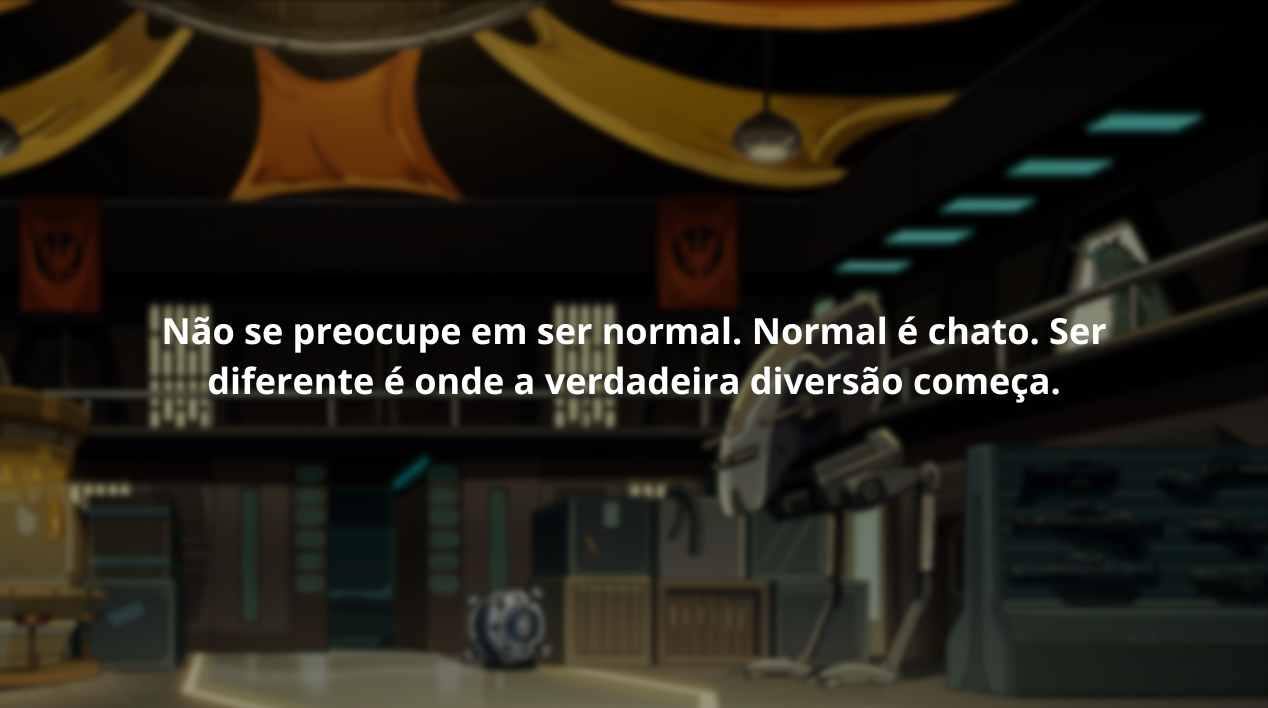 Não se preocupe em ser normal. Normal é chato. Ser
diferente é onde a verdadeira diversão começa.